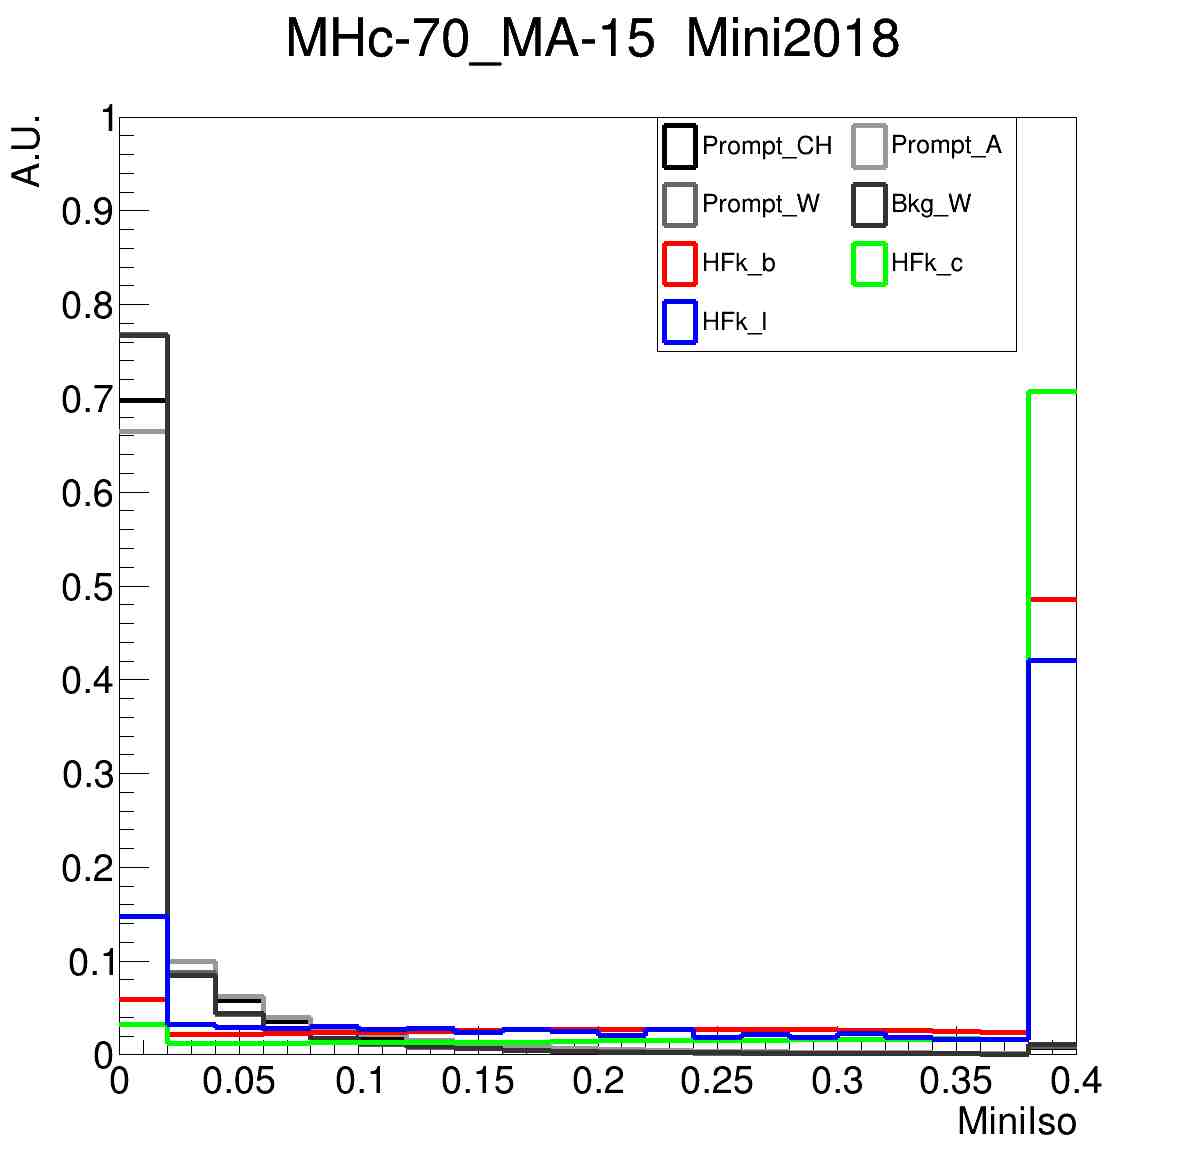 MHc-70_MA-15 Mini2018
A.U.
1
0.9
0.8
0.7
0.6
0.5
0.4
0.3
0.2
0.1
0
Prompt_CH Prompt_A
Prompt_W Bkg_W
HFk_b HFk_c
HFk_l
0 0.05 0.1 0.15 0.2 0.25 0.3 0.35 0.4
MiniIso